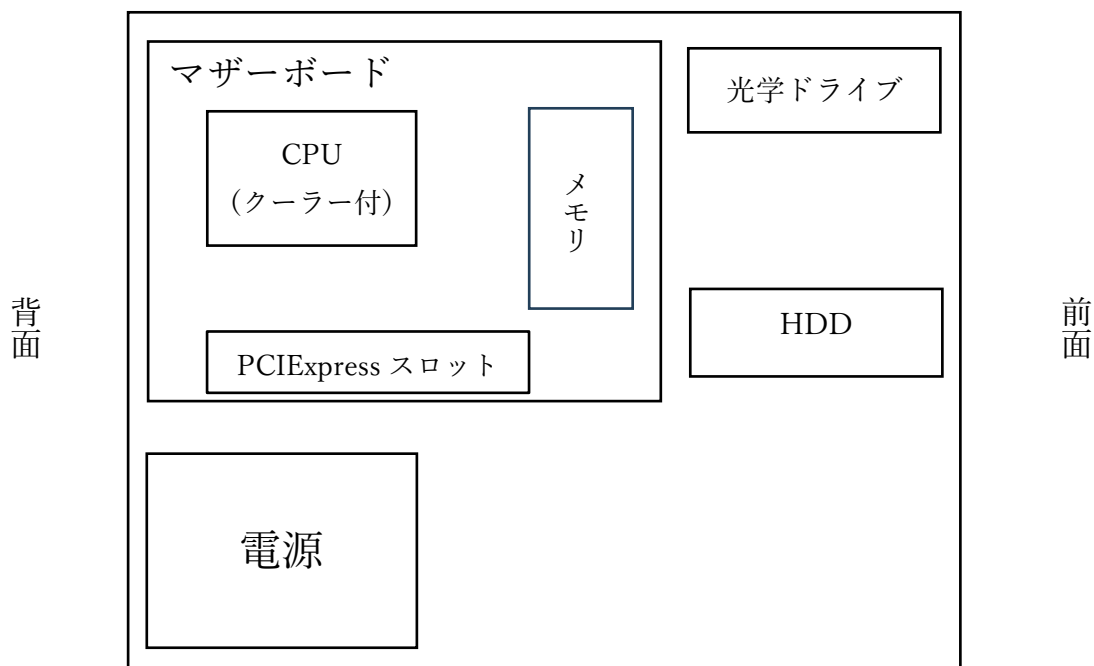 マザーボード
光学ドライブ
CPU
（クーラー付）
メモリ
背面
前面
HDD
PCIExpress スロット
電源